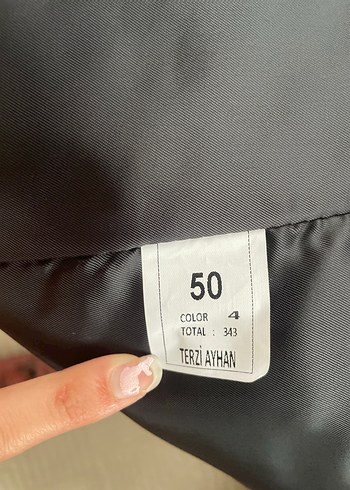 50
COLOR 4
TOTAL : 343
TERZİ AYHAN